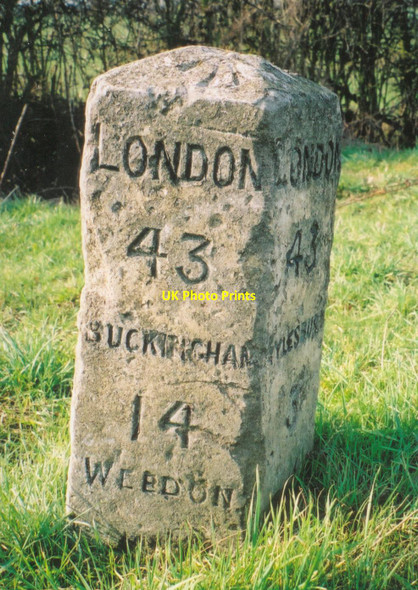 LONDON
43
BUCKINGHAM
14
WEEDON
LONDON
43
AYLESBURY
UK Photo Prints